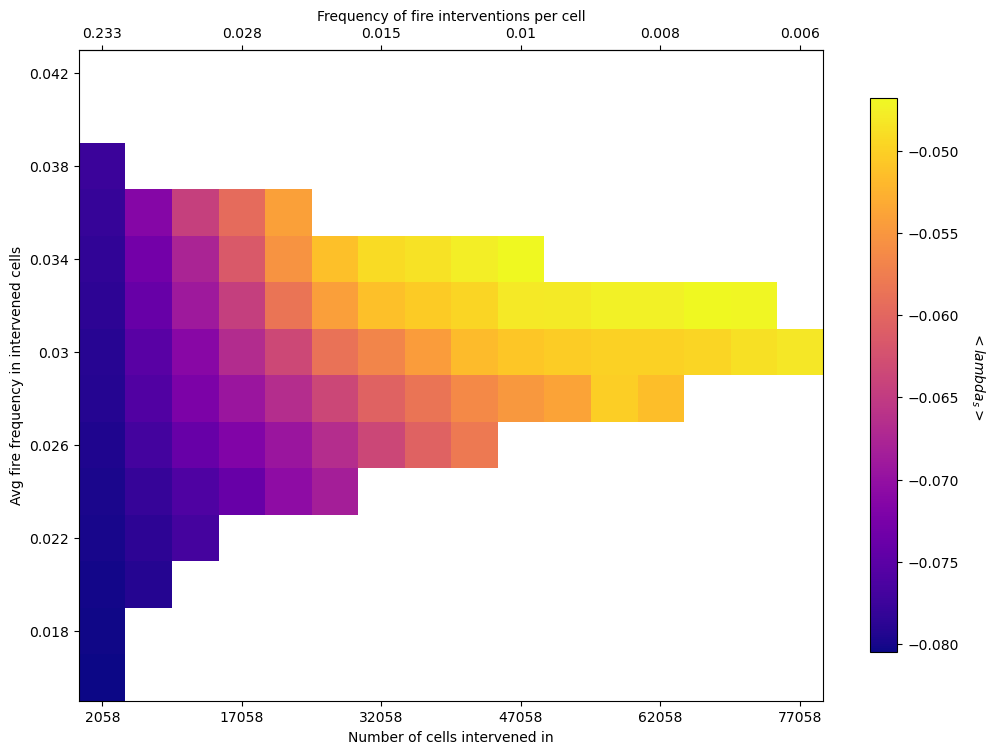 Frequency of fire interventions per cell
0.233 0.028 0.015 0.01 0.008 0.006
0.042
0.038
0.034
0.03
0.026
0.022
0.018
Avg fire frequency in intervened cells
2058 17058 32058 47058 62058 77058
Number of cells intervened in
−0.050
−0.055
−0.060
−0.065
−0.070
−0.075
−0.080
< lambda_s >